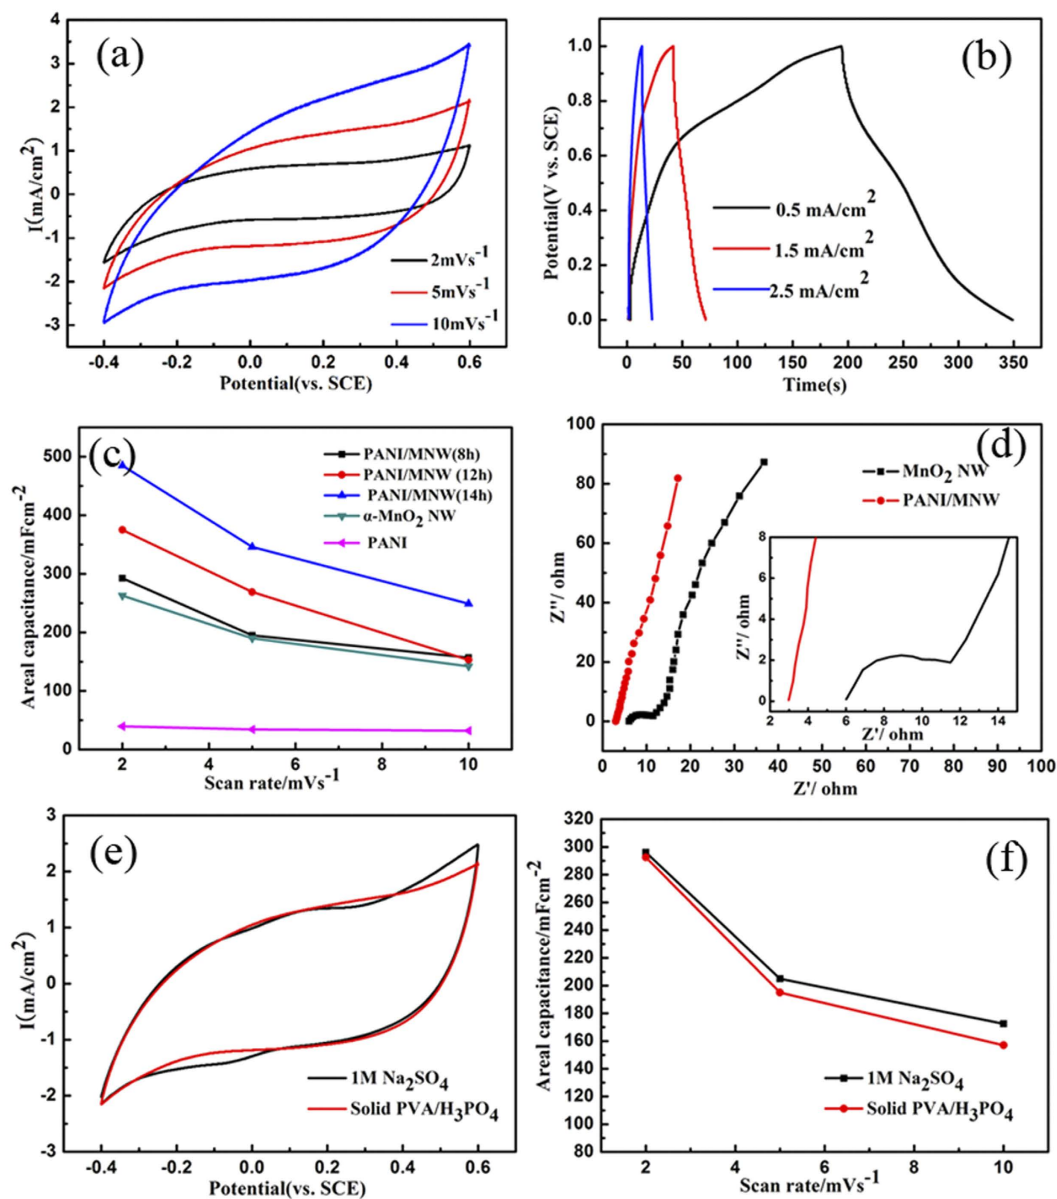 (a)
4
3
2
1
0
-1
-2
-3
I(mA/cm²)
2mVs⁻¹
5mVs⁻¹
10mVs⁻¹
-0.4 -0.2 0.0 0.2 0.4 0.6
Potential(vs. SCE)
(b)
1.0
0.8
0.6
0.4
0.2
0.0
Potential(V vs. SCE)
0.5 mA/cm²
1.5 mA/cm²
2.5 mA/cm²
0 50 100 150 200 250 300 350
Time(s)
(c)
500
400
300
200
100
0
Areal capacitance/mFcm⁻²
PANI/MNW(8h)
PANI/MNW (12h)
PANI/MNW(14h)
α-MnO₂ NW
PANI
2 4 6 8 10
Scan rate/mVs⁻¹
(d)
100
80
60
40
20
0
Z''/ ohm
MnO₂ NW
PANI/MNW
8
6
4
2
0
Z''/ ohm
2 4 6 8 10 12 14
Z'/ ohm
0 10 20 30 40 50 60 70 80 90 100
Z'/ ohm
(e)
3
2
1
0
-1
-2
-3
I(mA/cm²)
1M Na₂SO₄
Solid PVA/H₃PO₄
-0.4 -0.2 0.0 0.2 0.4 0.6
Potential(vs. SCE)
(f)
320
300
280
260
240
220
200
180
160
140
120
100
80
Areal capacitance/mFcm⁻²
1M Na₂SO₄
Solid PVA/H₃PO₄
2 4 6 8 10
Scan rate/mVs⁻¹